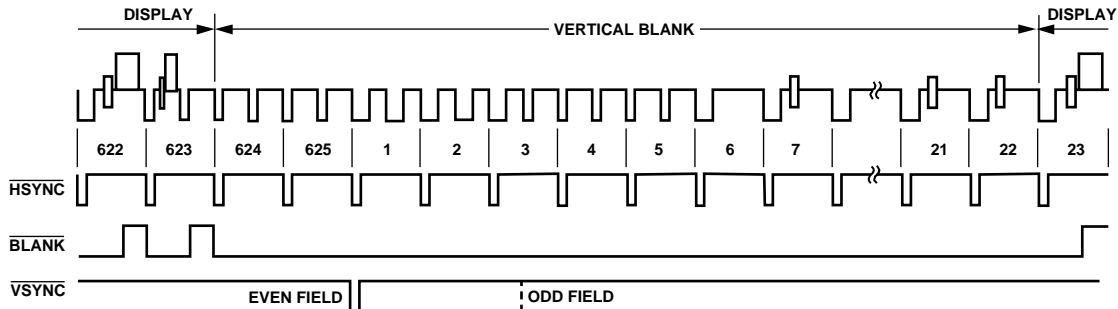 DISPLAY
VERTICAL BLANK
DISPLAY
622 623 624 625 1 2 3 4 5 6 7 21 22 23
HSYNC
BLANK
VSYNC
EVEN FIELD
ODD FIELD